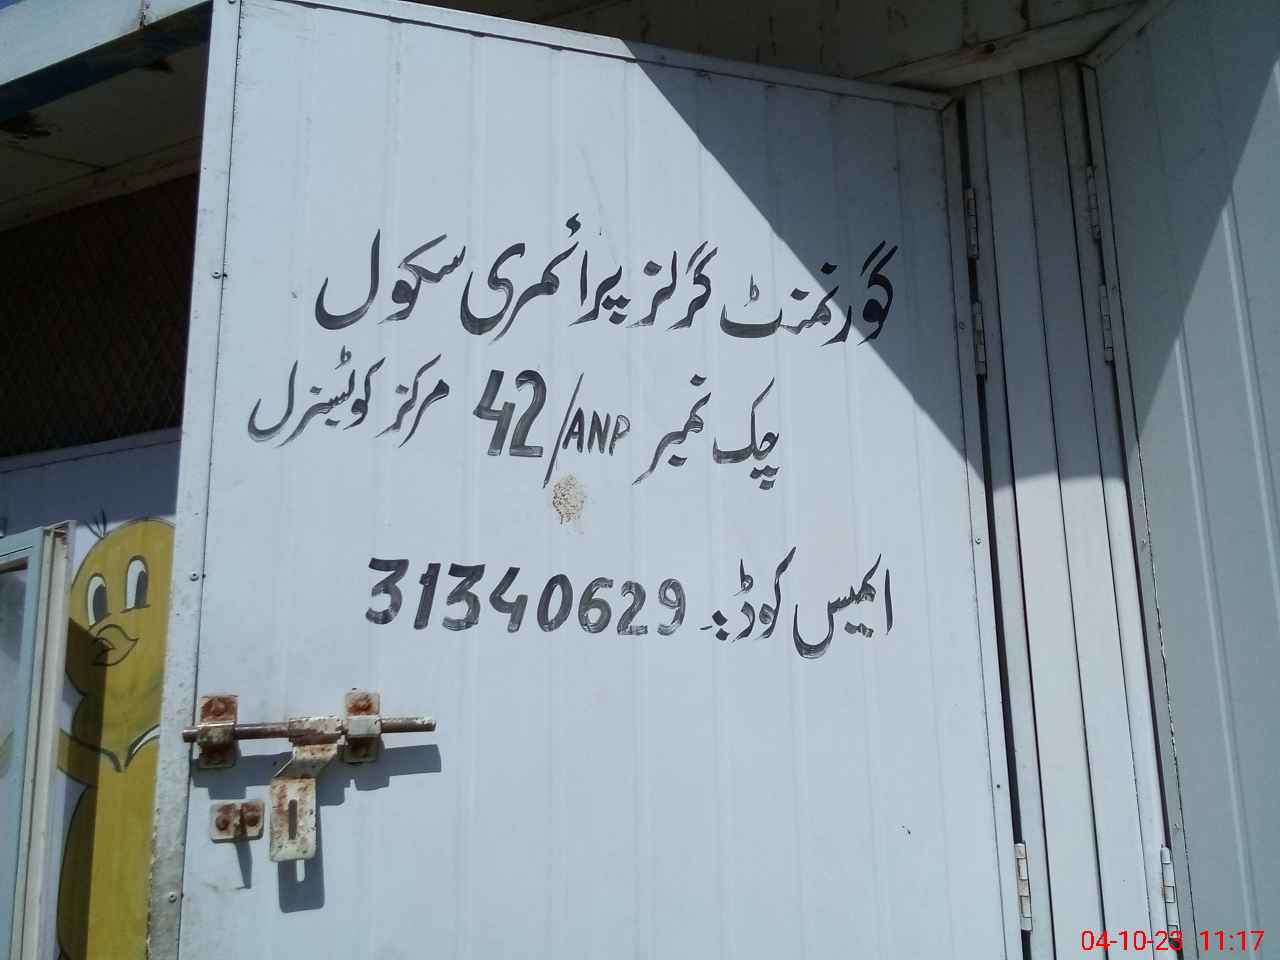 گورنمنٹ گرلز پرائمری سکول
چک نمبر 42/ANP مرکز کوٹسنزل
ایمیس کوڈ 31340629
04-10-23 11:17